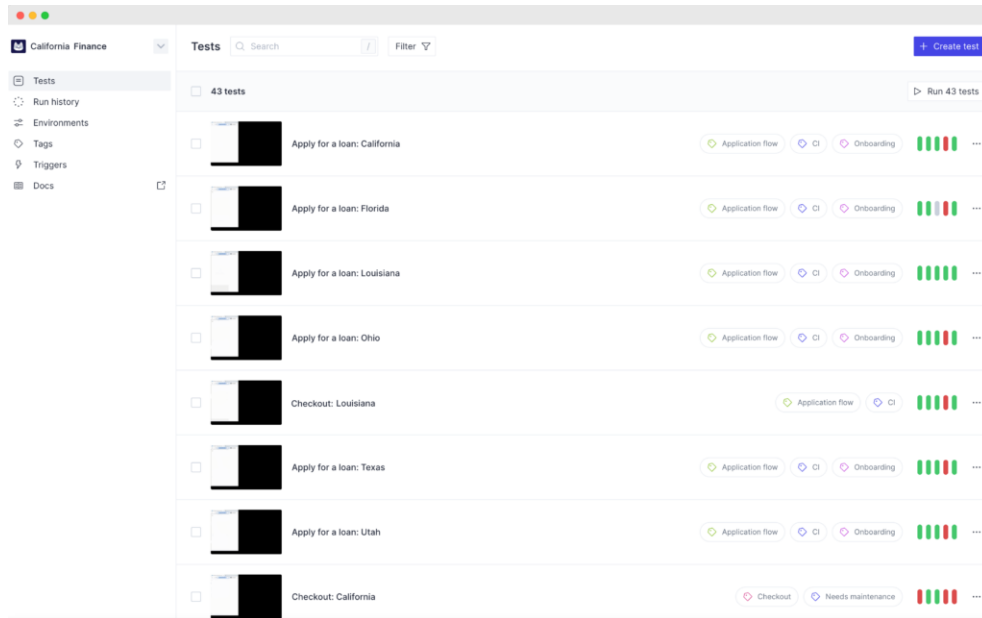 California Finance
Tests
Search
/
Filter
+ Create test
Tests
Run history
Environments
Tags
Triggers
Docs
43 tests
Run 43 tests
Apply for a loan: California
Application flow
CI
Onboarding
Apply for a loan: Florida
Application flow
CI
Onboarding
Apply for a loan: Louisiana
Application flow
CI
Onboarding
Apply for a loan: Ohio
Application flow
CI
Onboarding
Checkout: Louisiana
Application flow
CI
Apply for a loan: Texas
Application flow
CI
Onboarding
Apply for a loan: Utah
Application flow
CI
Onboarding
Checkout: California
Checkout
Needs maintenance